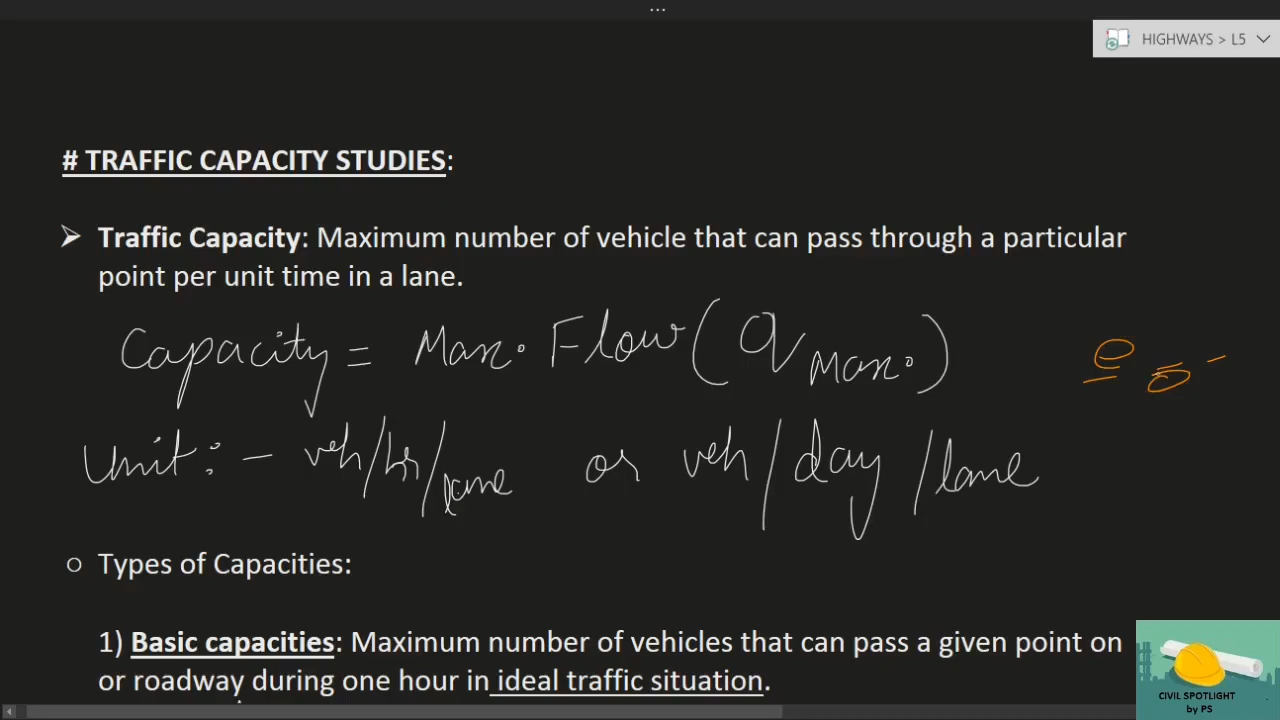 ...
HIGHWAYS > L5
# TRAFFIC CAPACITY STUDIES:
➤ Traffic Capacity: Maximum number of vehicle that can pass through a particular
point per unit time in a lane.
Capacity = Max. Flow (qMax.)
Unit: - veh/hr/lane or veh/day/lane
○ Types of Capacities:
1) Basic capacities: Maximum number of vehicles that can pass a given point on
or roadway during one hour in ideal traffic situation.
CIVIL SPOTLIGHT
by PS